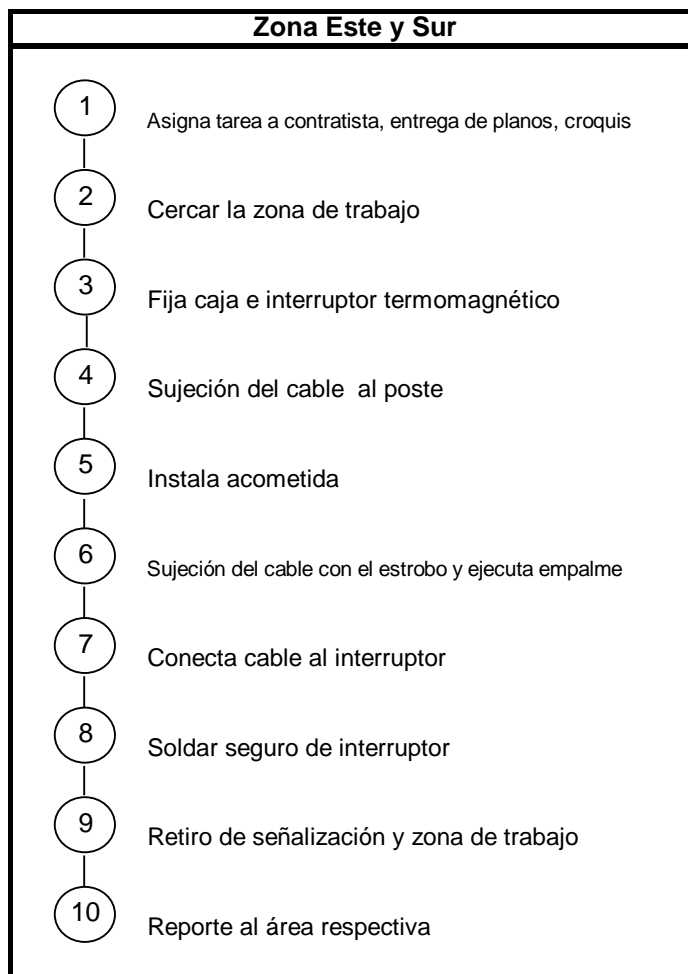 Zona Este y Sur
1 Asigna tarea a contratista, entrega de planos, croquis
2 Cercar la zona de trabajo
3 Fija caja e interruptor termomagnético
4 Sujeción del cable al poste
5 Instala acometida
6 Sujeción del cable con el estrobo y ejecuta empalme
7 Conecta cable al interruptor
8 Soldar seguro de interruptor
9 Retiro de señalización y zona de trabajo
10 Reporte al área respectiva